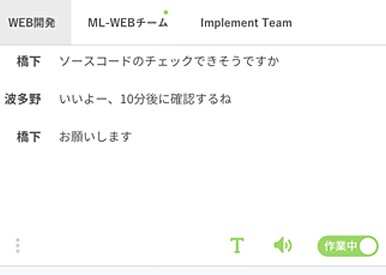 WEB開発 ML-WEBチーム Implement Team
橋下 ソースコードのチェックできそうですか
波多野 いいよー、10分後に確認するね
橋下 お願いします
T 作業中